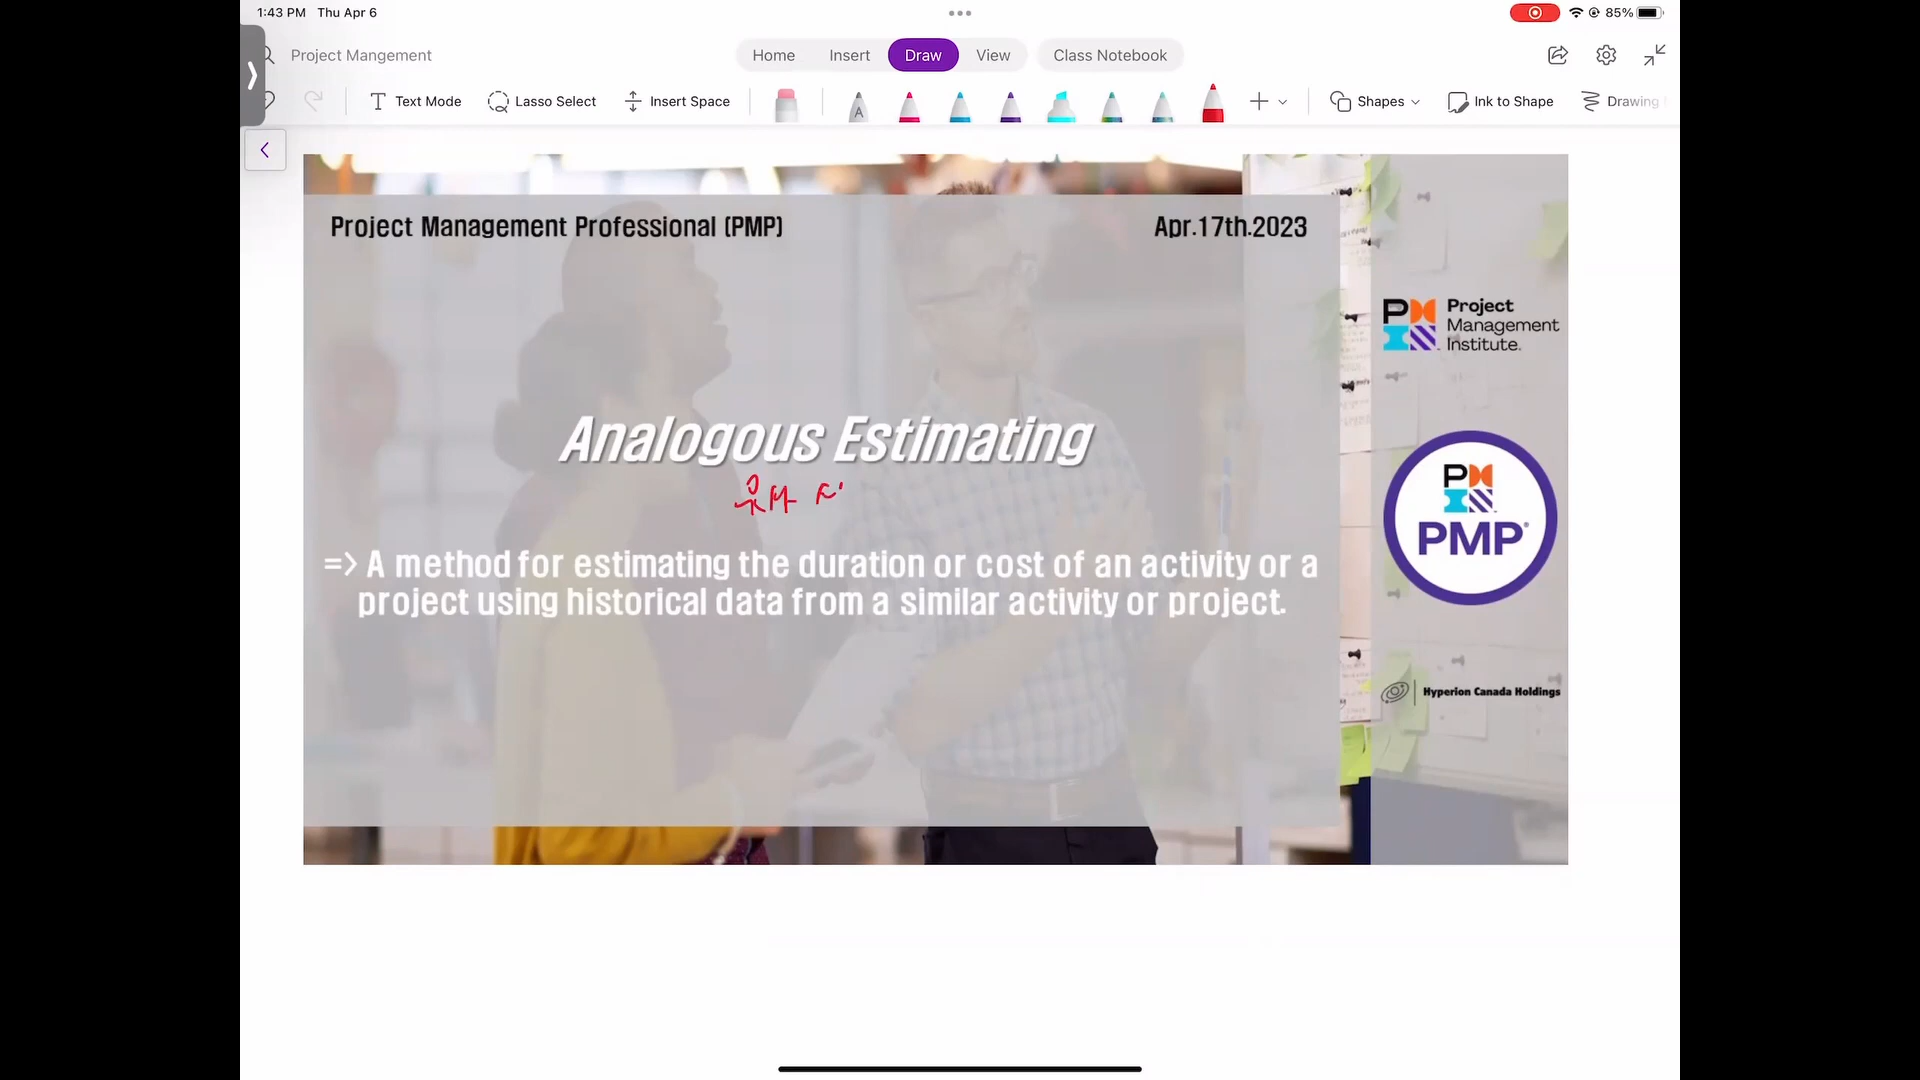 1:43 PM Thu Apr 6
85%
Project Mangement
Home Insert Draw View Class Notebook
Text Mode Lasso Select Insert Space
A
Shapes Ink to Shape Drawing
Project Management Professional (PMP)
Apr.17th.2023
Project
Management
Institute.
Analogous Estimating
유사
=> A method for estimating the duration or cost of an activity or a
project using historical data from a similar activity or project.
PMP®
Hyperion Canada Holdings